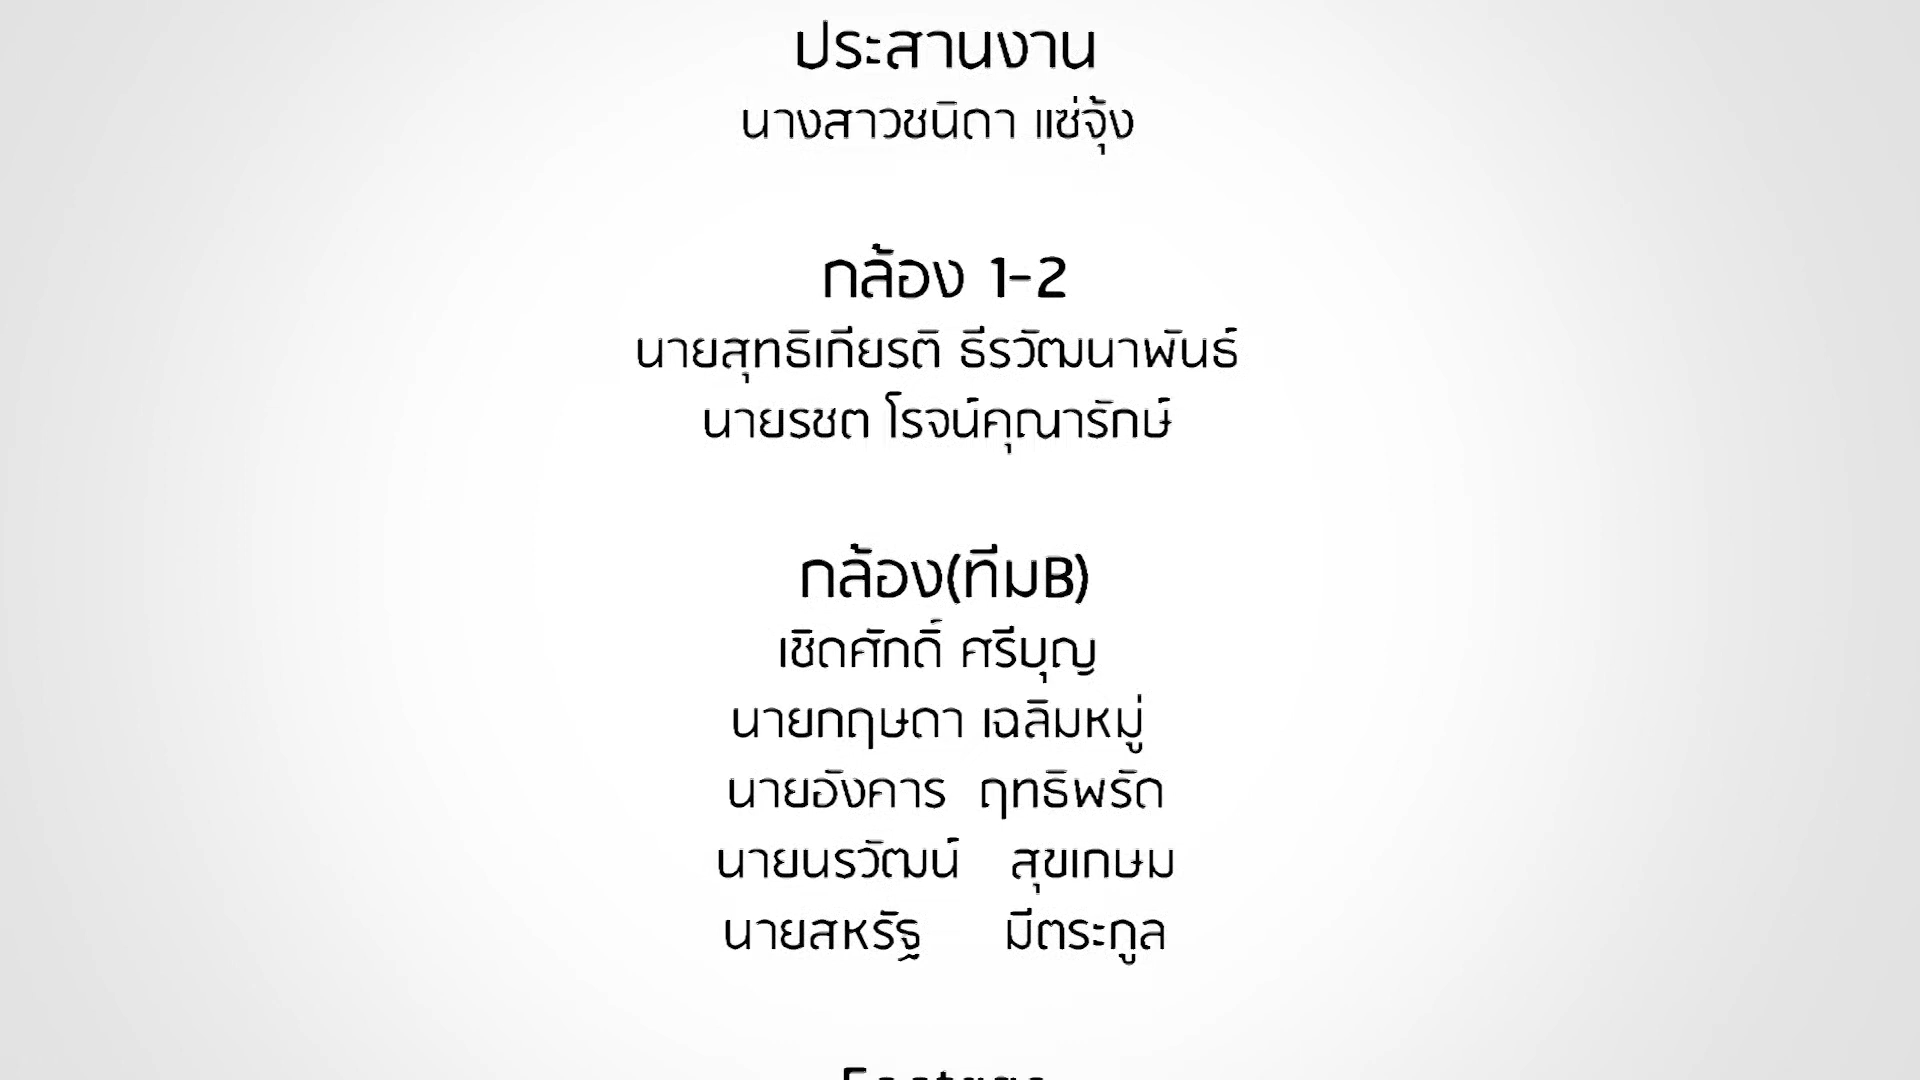 ประสานงาน
นางสาวชนิดา แซ่จุ้ง
กล้อง 1-2
นายสุทธิเกียรติ ธีรวัฒนาพันธ์
นายรชต โรจน์คุณารักษ์
กล้อง(ทีมB)
เชิดศักดิ์ ศรีบุญ
นายกฤษดา เฉลิมหมู่
นายอังคาร ฤทธิพรัด
นายนรวัฒน์ สุขเกษม
นายสหรัฐ มีตระกูล